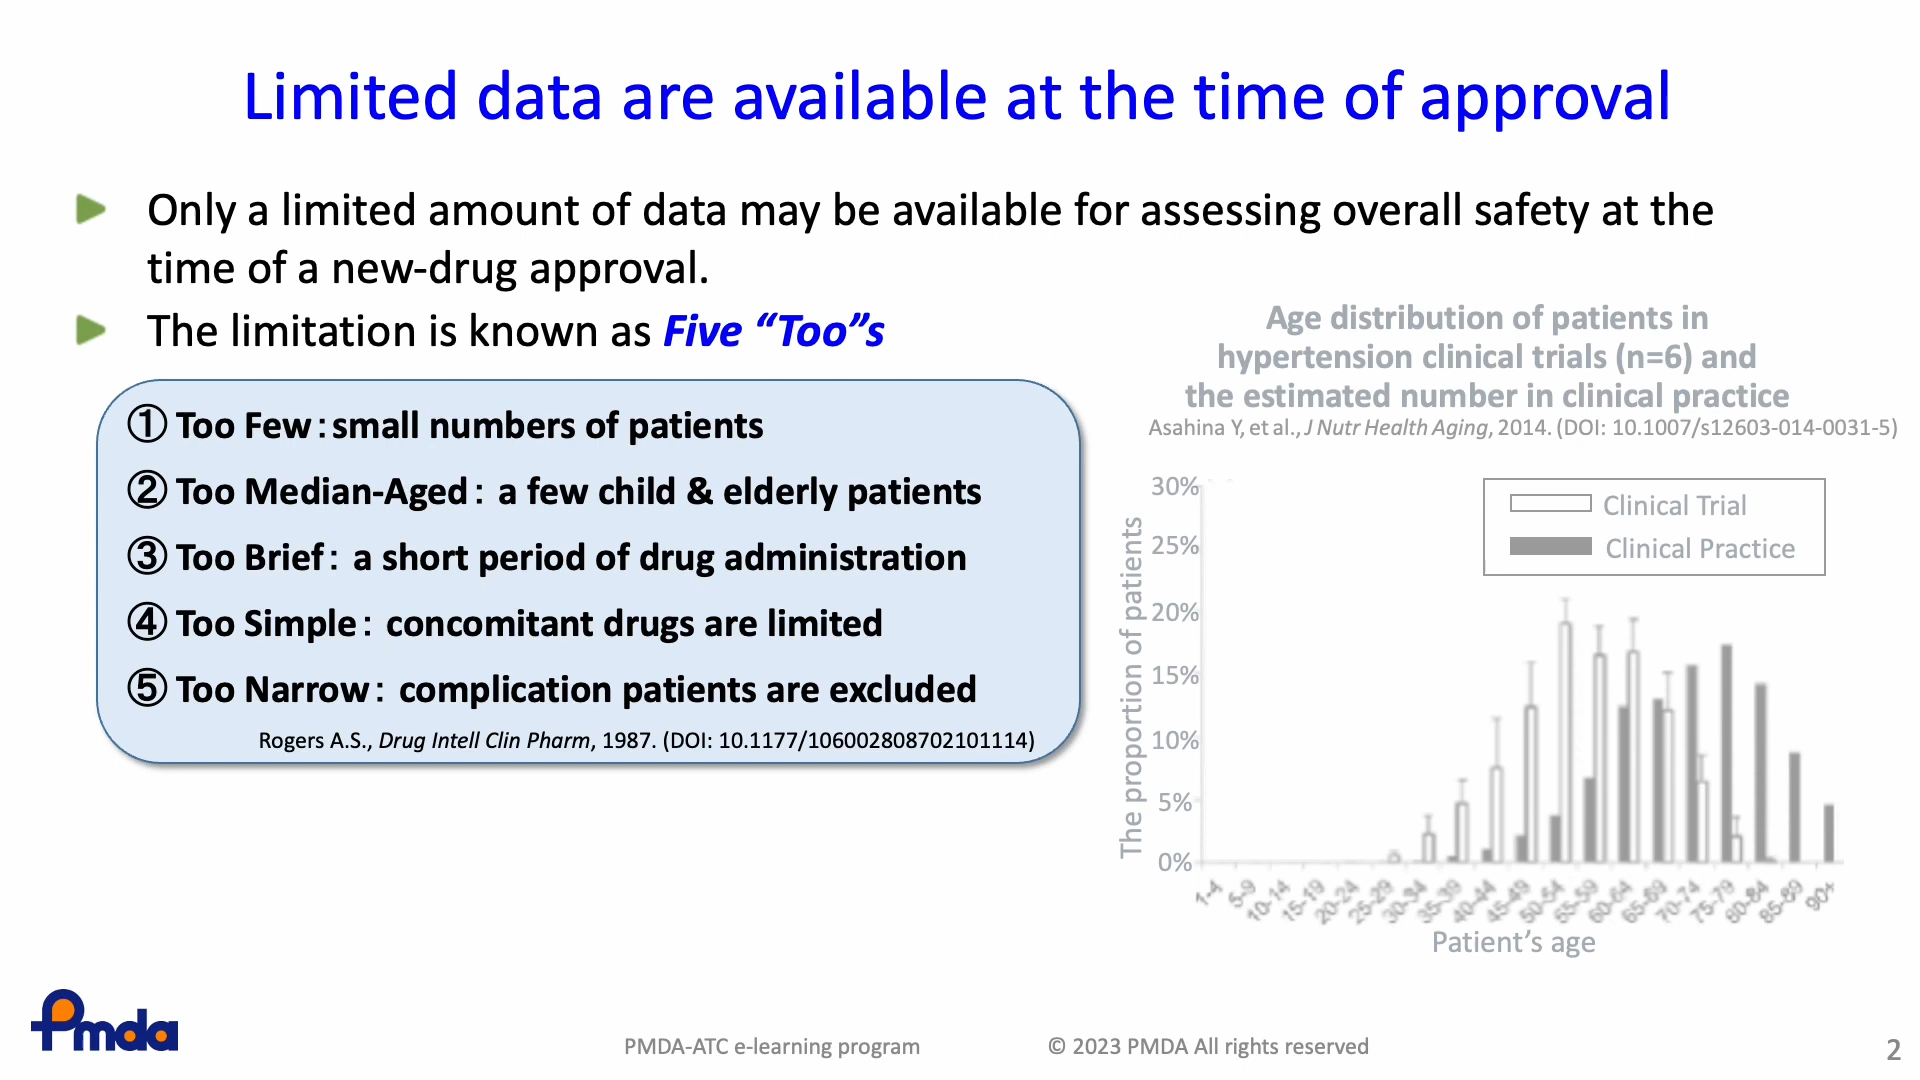 Limited data are available at the time of approval
Only a limited amount of data may be available for assessing overall safety at the
time of a new-drug approval.
The limitation is known as Five “Too”s
① Too Few：small numbers of patients
② Too Median-Aged： a few child & elderly patients
③ Too Brief： a short period of drug administration
④ Too Simple： concomitant drugs are limited
⑤ Too Narrow： complication patients are excluded
Rogers A.S., Drug Intell Clin Pharm, 1987. (DOI: 10.1177/106002808702101114)
Age distribution of patients in
hypertension clinical trials (n=6) and
the estimated number in clinical practice
Asahina Y, et al., J Nutr Health Aging, 2014. (DOI: 10.1007/s12603-014-0031-5)
Clinical Trial
Clinical Practice
The proportion of patients
30%
25%
20%
15%
10%
5%
0%
1-4
5-9
10-14
15-19
20-24
25-29
30-34
35-39
40-44
45-49
50-54
55-59
60-64
65-69
70-74
75-79
80-84
85-89
90+
Patient’s age
Pmda
PMDA-ATC e-learning program
© 2023 PMDA All rights reserved
2